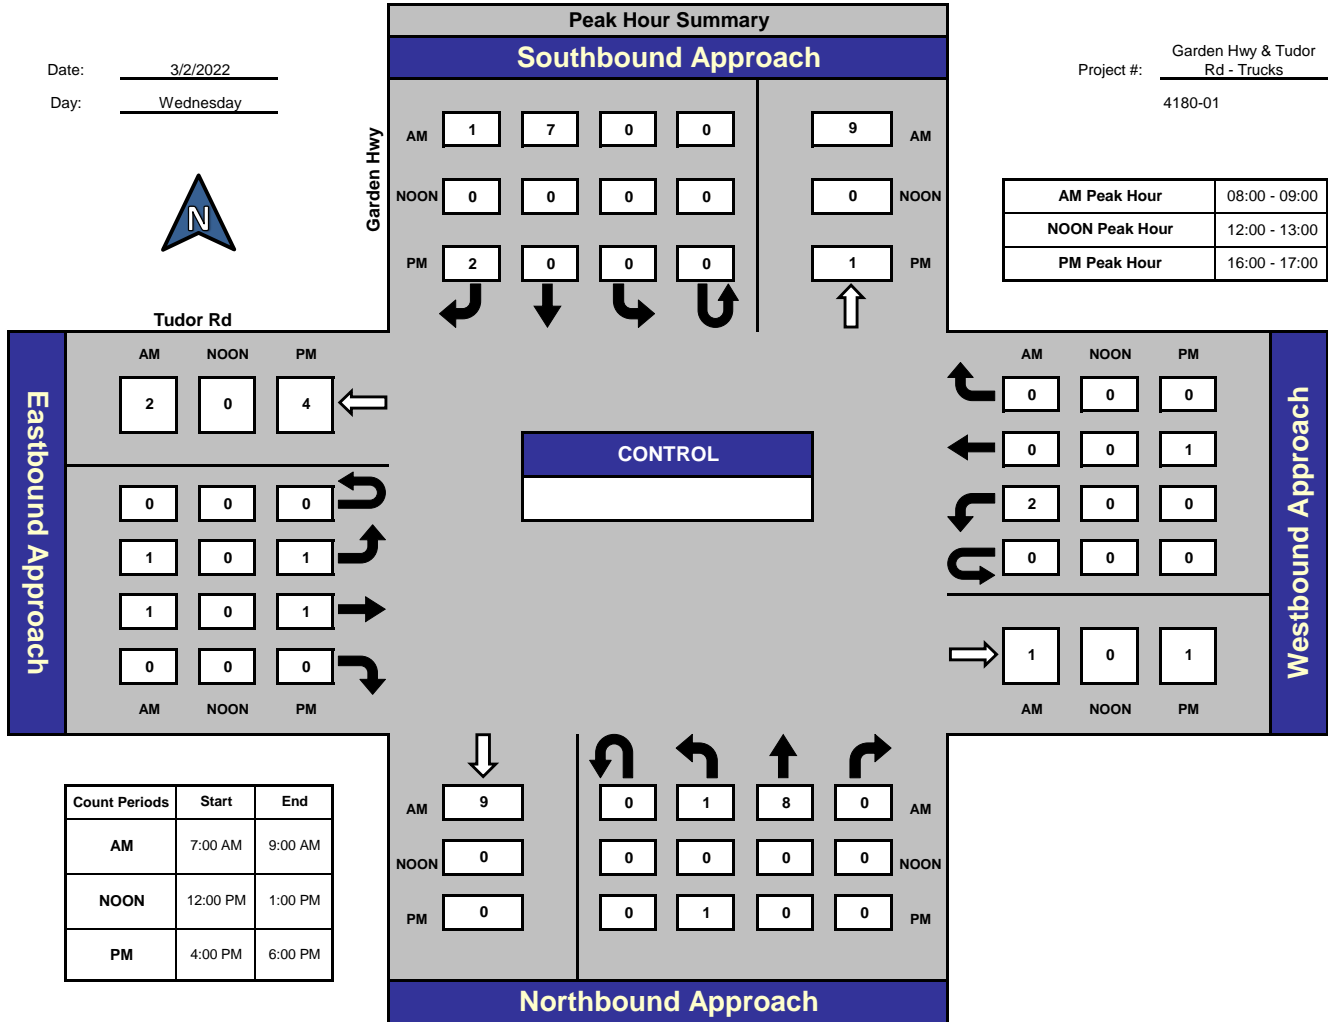 Peak Hour Summary
Southbound Approach
Date: 3/2/2022
Day: Wednesday
Project #: Garden Hwy & Tudor
Rd - Trucks
4180-01
Garden Hwy
AM 1 7 0 0 9 AM
NOON 0 0 0 0 0 NOON
PM 2 0 0 0 1 PM
N
AM Peak Hour 08:00 - 09:00
NOON Peak Hour 12:00 - 13:00
PM Peak Hour 16:00 - 17:00
Tudor Rd
Eastbound Approach
AM NOON PM
2 0 4
0 0 0
1 0 1
1 0 1
0 0 0
AM NOON PM
CONTROL
AM NOON PM
0 0 0
0 0 1
2 0 0
0 0 0
1 0 1
AM NOON PM
Westbound Approach
Count Periods Start End
AM 7:00 AM 9:00 AM
NOON 12:00 PM 1:00 PM
PM 4:00 PM 6:00 PM
AM 9 0 1 8 0 AM
NOON 0 0 0 0 0 NOON
PM 0 0 1 0 0 PM
Northbound Approach